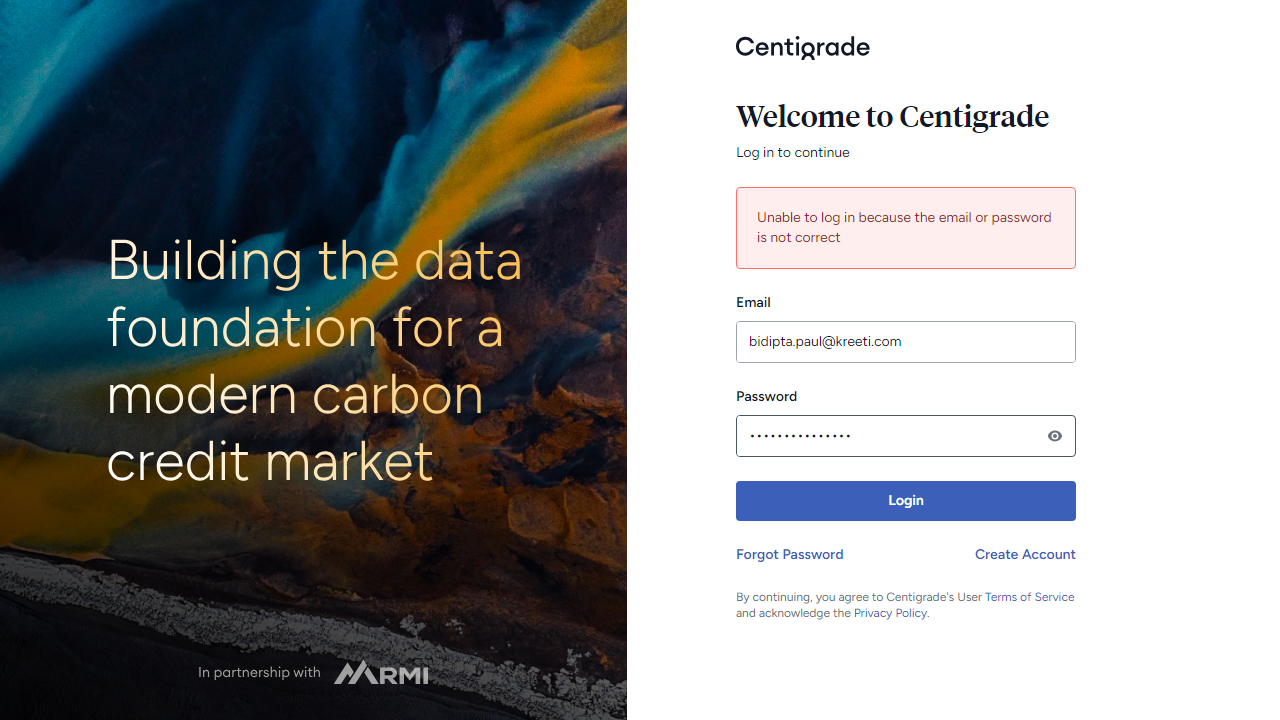 Building the data
foundation for a
modern carbon
credit market
In partnership with
RMI
Centigrade
Welcome to Centigrade
Log in to continue
Unable to log in because the email or password
is not correct
Email
bidipta.paul@kreeti.com
Password
•••••••••••••••
Login
Forgot Password
Create Account
By continuing, you agree to Centigrade's User Terms of Service
and acknowledge the Privacy Policy.